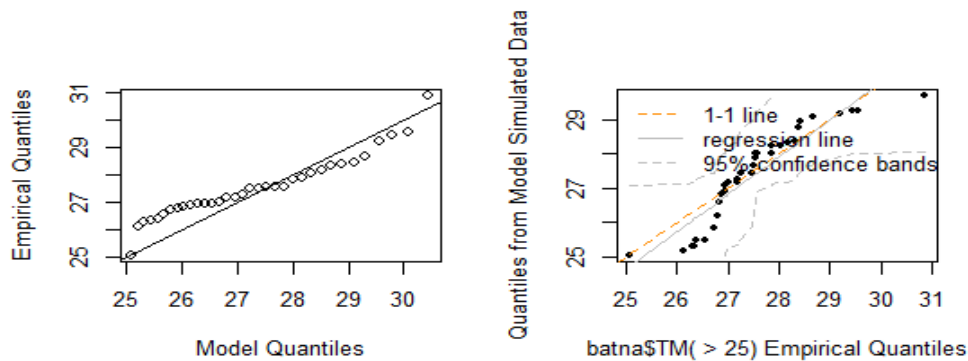 Empirical Quantiles
31
29
27
25
25 26 27 28 29 30
Model Quantiles
Quantiles from Model Simulated Data
29
27
25
1-1 line
regression line
95% confidence bands
25 26 27 28 29 30 31
batna$TM( > 25) Empirical Quantiles